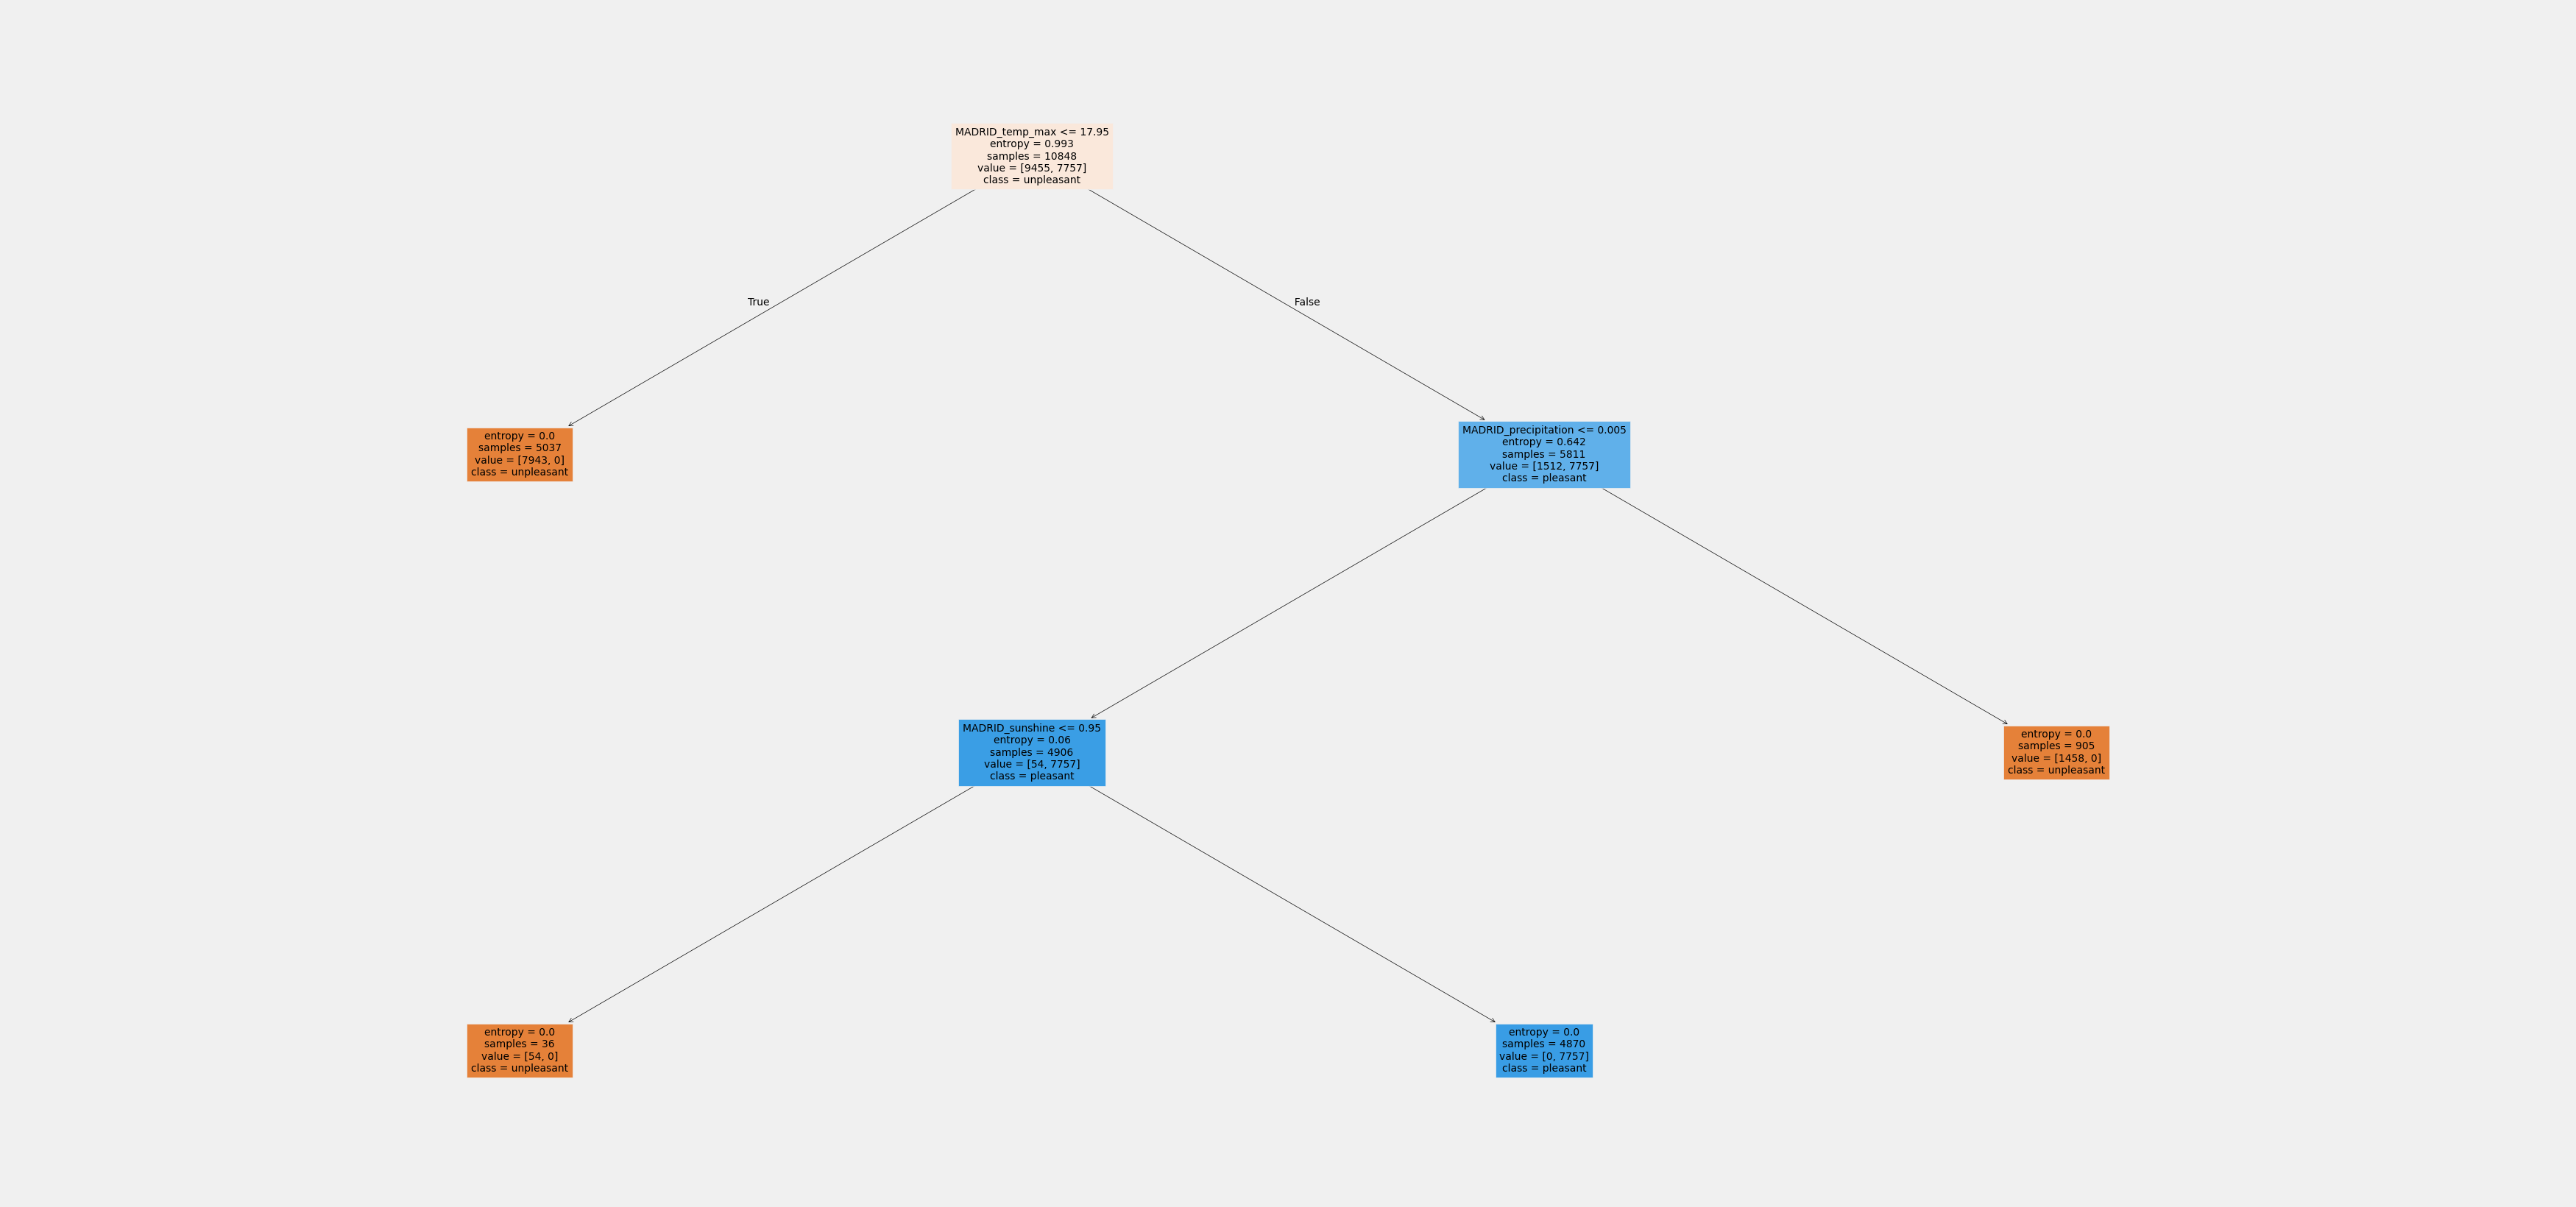 MADRID_temp_max <= 17.95
entropy = 0.993
samples = 10848
value = [9455, 7757]
class = unpleasant
True
False
entropy = 0.0
samples = 5037
value = [7943, 0]
class = unpleasant
MADRID_precipitation <= 0.005
entropy = 0.642
samples = 5811
value = [1512, 7757]
class = pleasant
MADRID_sunshine <= 0.95
entropy = 0.06
samples = 4906
value = [54, 7757]
class = pleasant
entropy = 0.0
samples = 905
value = [1458, 0]
class = unpleasant
entropy = 0.0
samples = 36
value = [54, 0]
class = unpleasant
entropy = 0.0
samples = 4870
value = [0, 7757]
class = pleasant